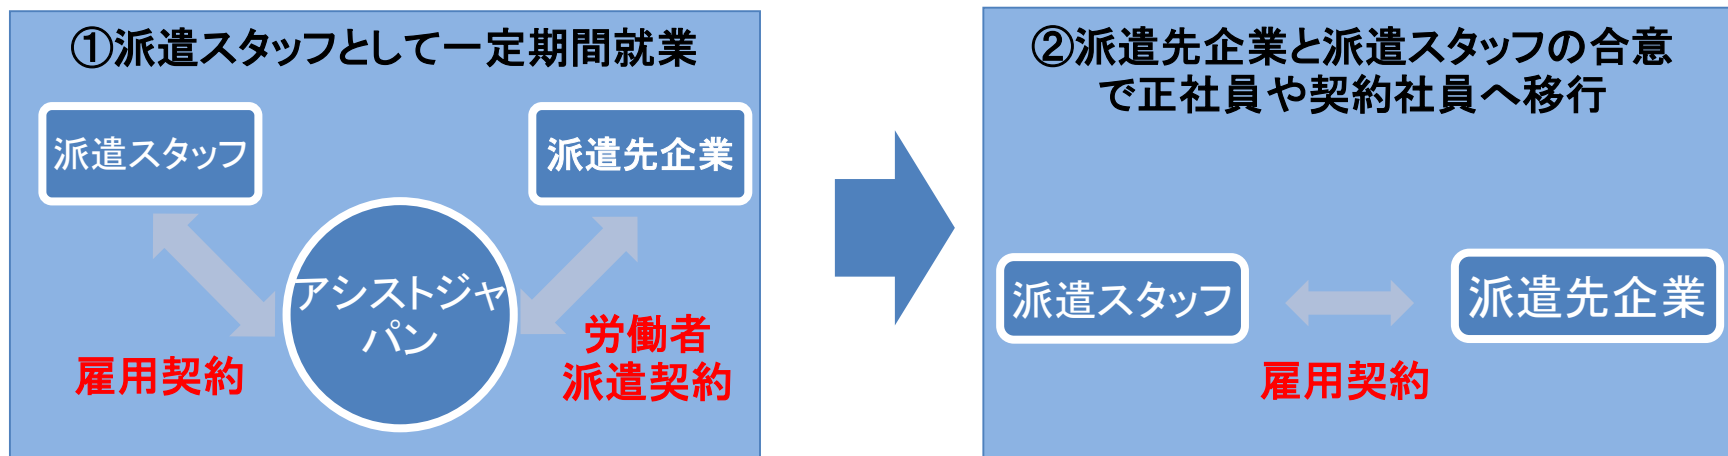 ①派遣スタッフとして一定期間就業
派遣スタッフ
派遣先企業
アシストジャ
パン
雇用契約
労働者
派遣契約
②派遣先企業と派遣スタッフの合意
で正社員や契約社員へ移行
派遣スタッフ
派遣先企業
雇用契約